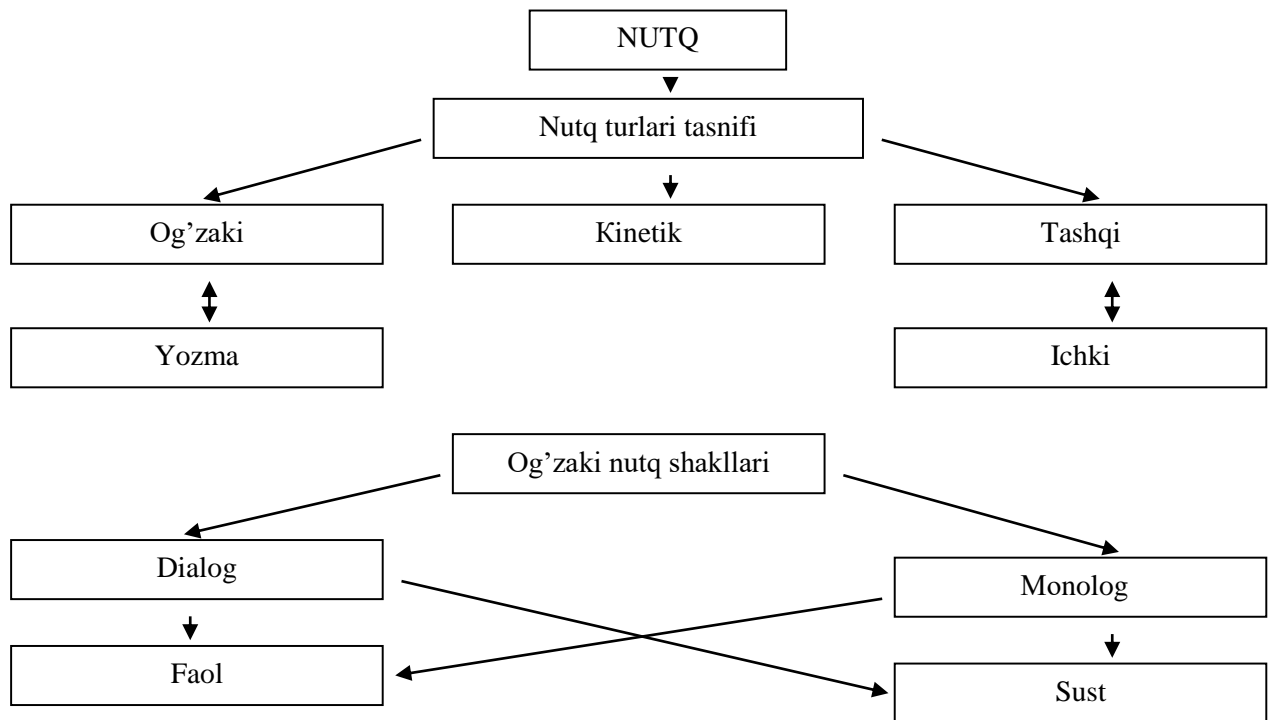 NUTQ
Nutq turlari tasnifi
Og’zaki
Kinetik
Tashqi
Yozma
Ichki
Og’zaki nutq shakllari
Dialog
Monolog
Faol
Sust